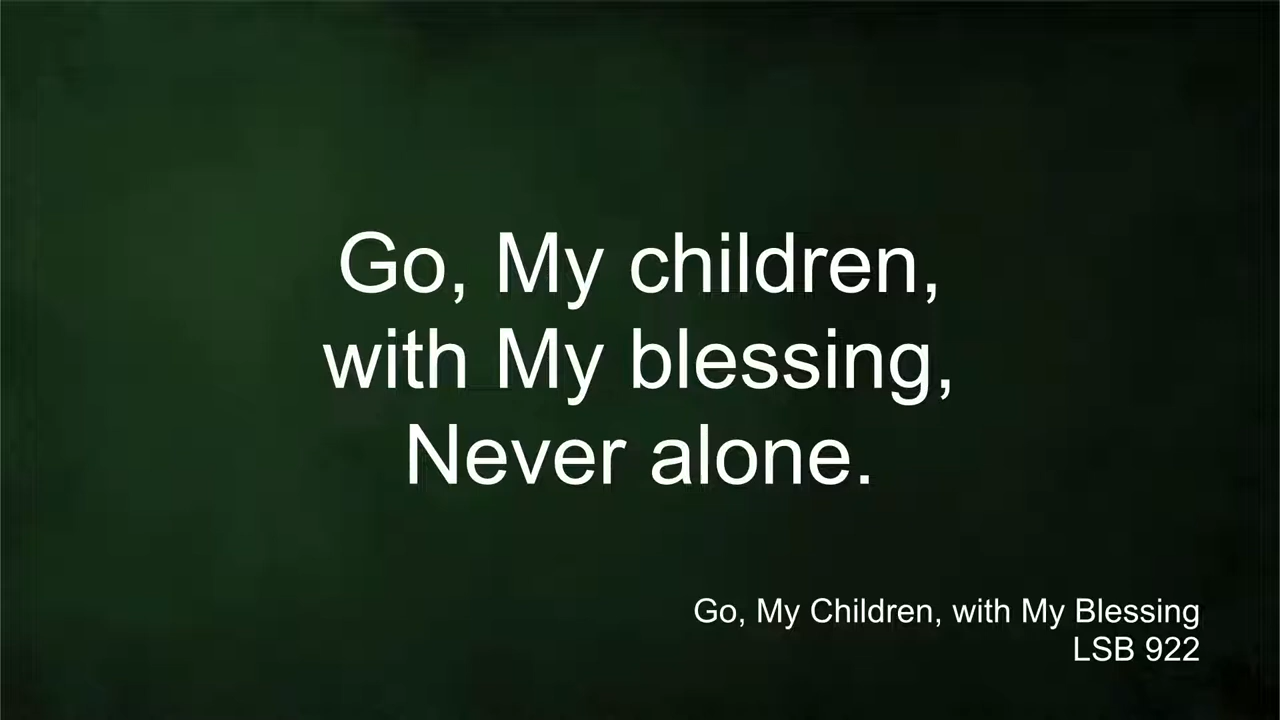 Go, My children,
with My blessing,
Never alone.
Go, My Children, with My Blessing
LSB 922